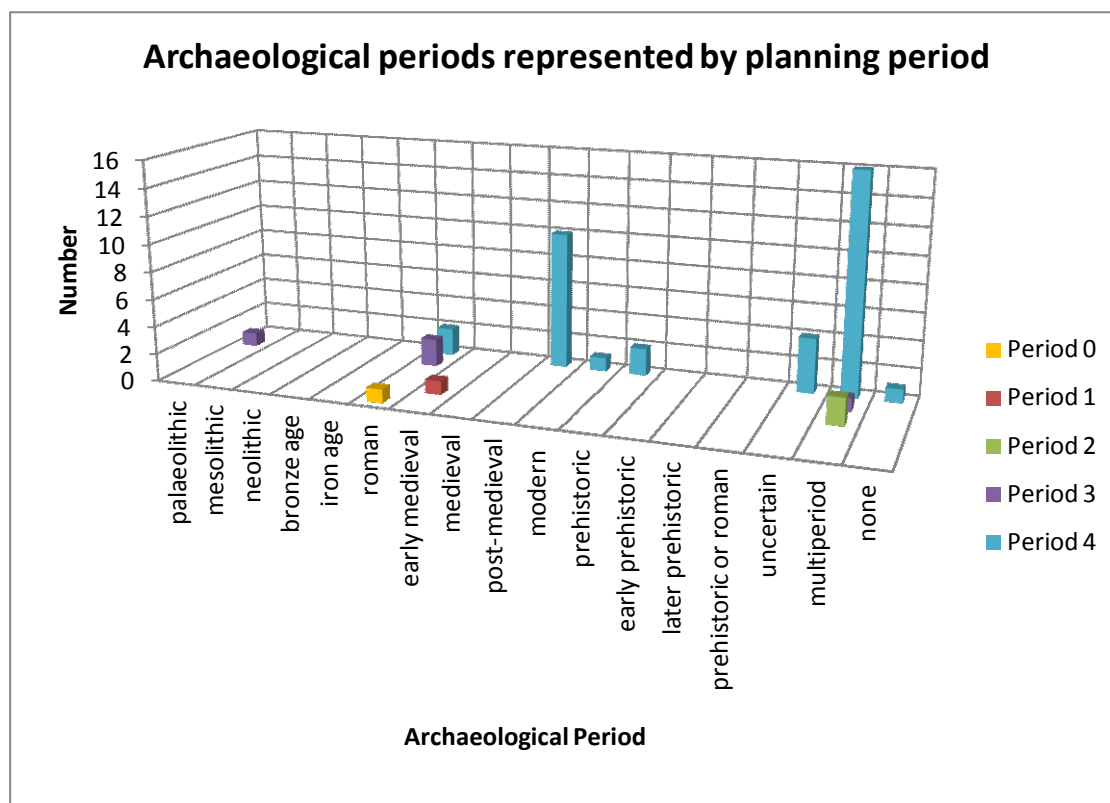 Archaeological periods represented by planning period
16
14
12
10
8
6
4
2
0
Number
palaeolithic
mesolithic
neolithic
bronze age
iron age
roman
early medieval
medieval
post-medieval
modern
prehistoric
early prehistoric
later prehistoric
prehistoric or roman
uncertain
multiperiod
none
Archaeological Period
Period 0
Period 1
Period 2
Period 3
Period 4